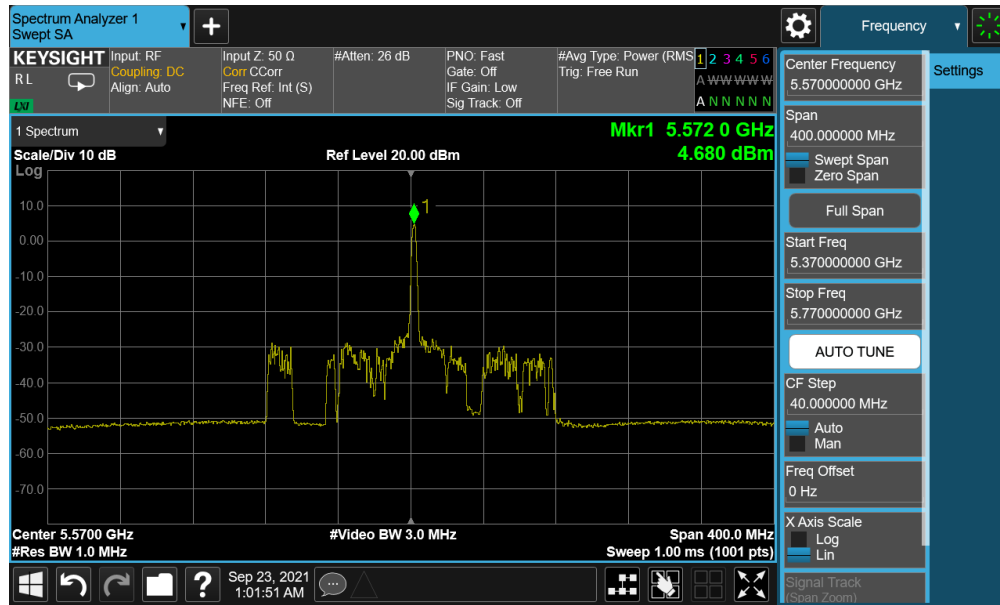 Spectrum Analyzer 1
Swept SA
+
Frequency
KEYSIGHT
RL
LXI
Input: RF
Coupling: DC
Align: Auto
Input Z: 50 Ω
Corr CCorr
Freq Ref: Int (S)
NFE: Off
#Atten: 26 dB
PNO: Fast
Gate: Off
IF Gain: Low
Sig Track: Off
#Avg Type: Power (RMS
Trig: Free Run
1 2 3 4 5 6
A W W W W W
A N N N N N
1 Spectrum
Mkr1 5.572 0 GHz
4.680 dBm
Scale/Div 10 dB
Ref Level 20.00 dBm
Log
1
10.0
0.00
-10.0
-20.0
-30.0
-40.0
-50.0
-60.0
-70.0
Center 5.5700 GHz
#Video BW 3.0 MHz
Span 400.0 MHz
#Res BW 1.0 MHz
Sweep 1.00 ms (1001 pts)
Center Frequency
5.570000000 GHz
Settings
Span
400.000000 MHz
Swept Span
Zero Span
Full Span
Start Freq
5.370000000 GHz
Stop Freq
5.770000000 GHz
AUTO TUNE
CF Step
40.000000 MHz
Auto
Man
Freq Offset
0 Hz
X Axis Scale
Log
Lin
Signal Track
(Span Zoom)
?
Sep 23, 2021
1:01:51 AM